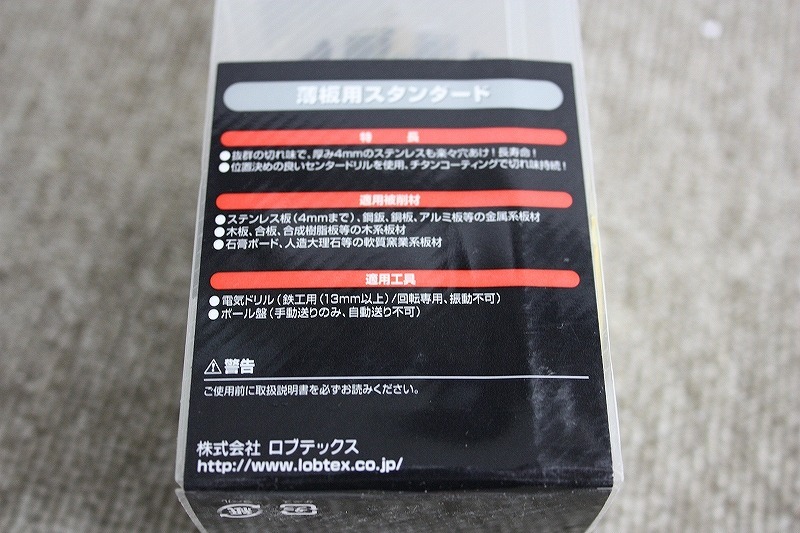 薄板用スタンダード
特長
●抜群の切れ味で、厚み4mmのステンレスも楽々穴あけ！長寿命！
●位置決めの良いセンタードリルを使用、チタンコーティングで切れ味持続！
適用被削材
●ステンレス板(4mmまで)、鋼鈑、銅板、アルミ板等の金属系板材
●木板、合板、合成樹脂板等の木系板材
●石膏ボード、人造大理石等の軟質窯業系板材
適用工具
●電気ドリル(鉄工用(13mm以上)/回転専用、振動不可)
●ボール盤(手動送りのみ、自動送り不可)
⚠警告
ご使用前に取扱説明書を必ずお読みください。
株式会社 ロブテックス
http://www.lobtex.co.jp/